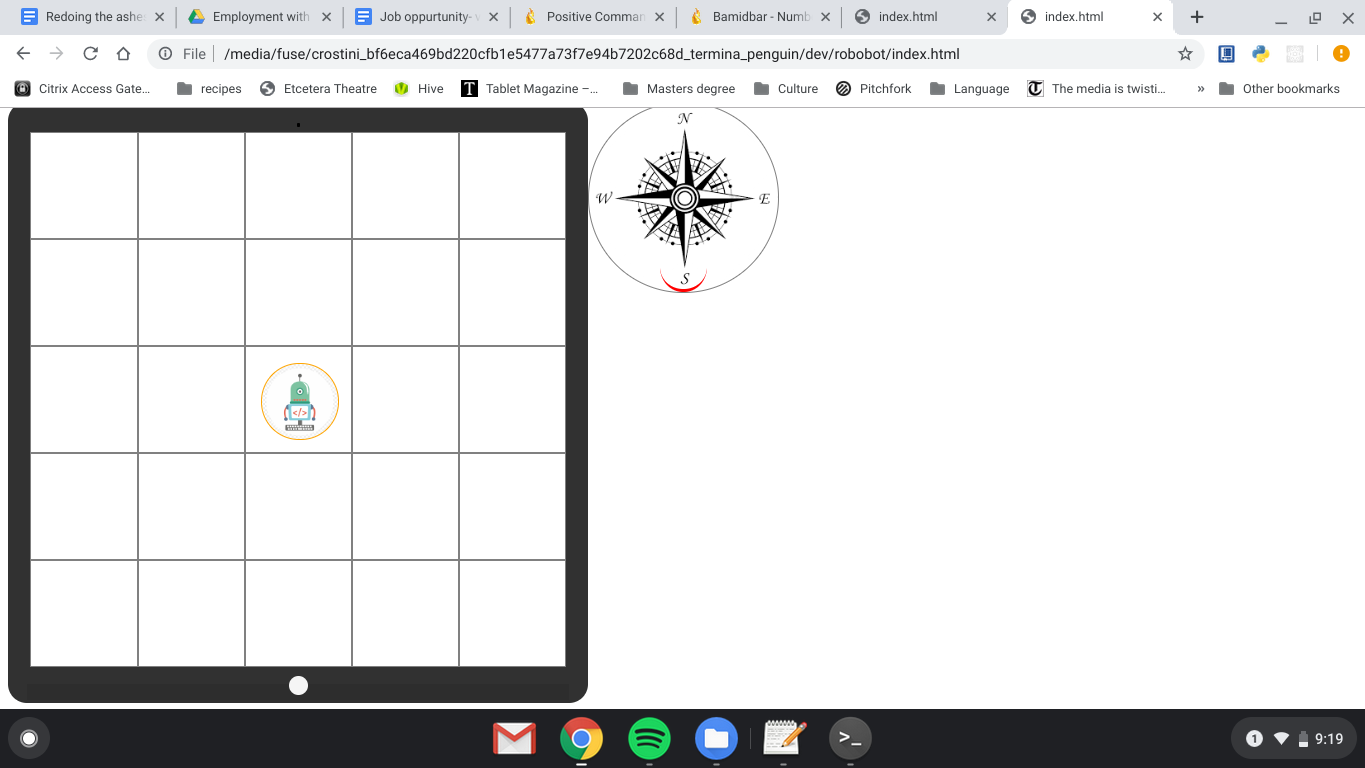 Redoing the ashe
Employment with
Job oppurtunity- w
Positive Comman
Bamidbar - Numb
index.html
index.html
File
/media/fuse/crostini_bf6eca469bd220cfb1e5477a73f7e94b7202c68d_termina_penguin/dev/robobot/index.html
Citrix Access Gate...
recipes
Etcetera Theatre
Hive
T
Tablet Magazine –...
Masters degree
Culture
Pitchfork
Language
The media is twisti...
»
Other bookmarks
N
W
E
S
</>
>_
1
9:19